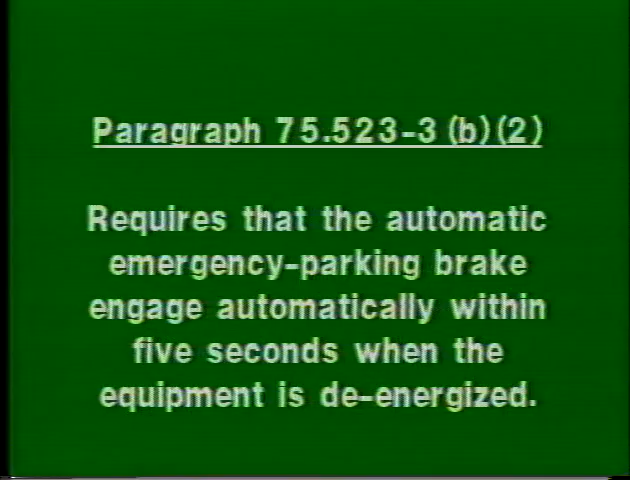 Paragraph 75.523-3 (b)(2)
Requires that the automatic
emergency-parking brake
engage automatically within
five seconds when the
equipment is de-energized.